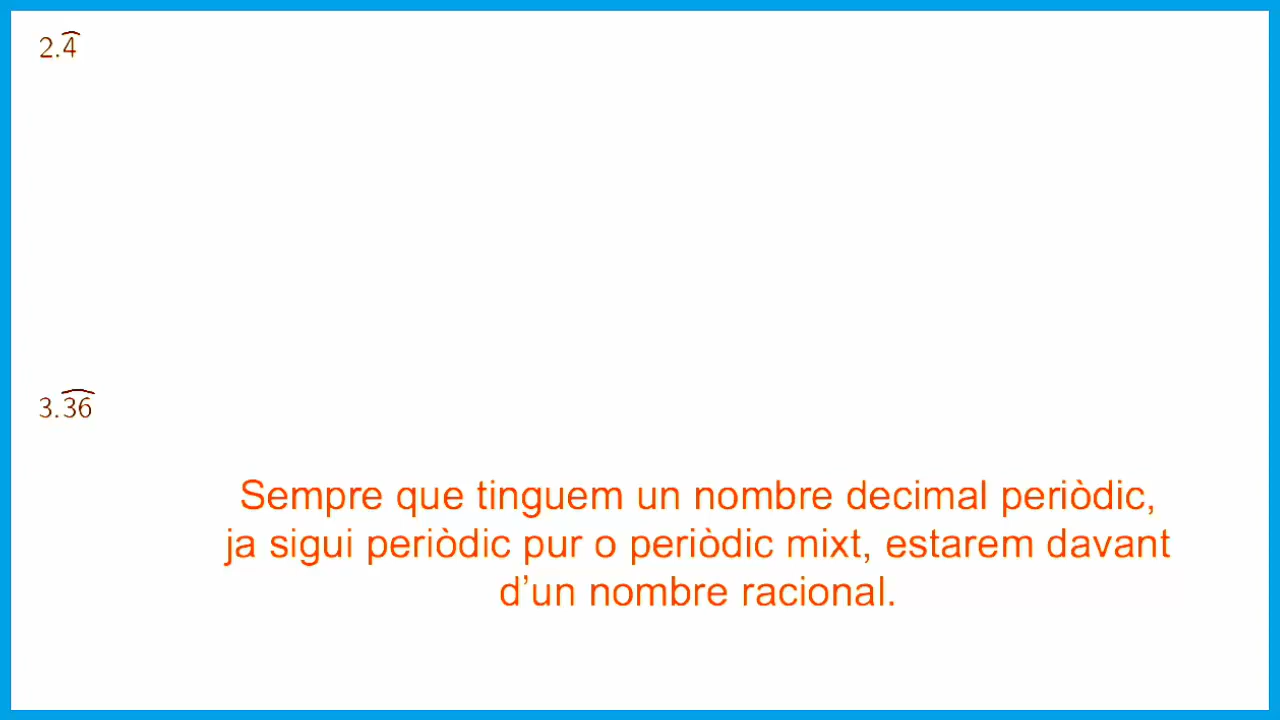 2.4̂
3.3͡6
Sempre que tinguem un nombre decimal periòdic,
ja sigui periòdic pur o periòdic mixt, estarem davant
d’un nombre racional.